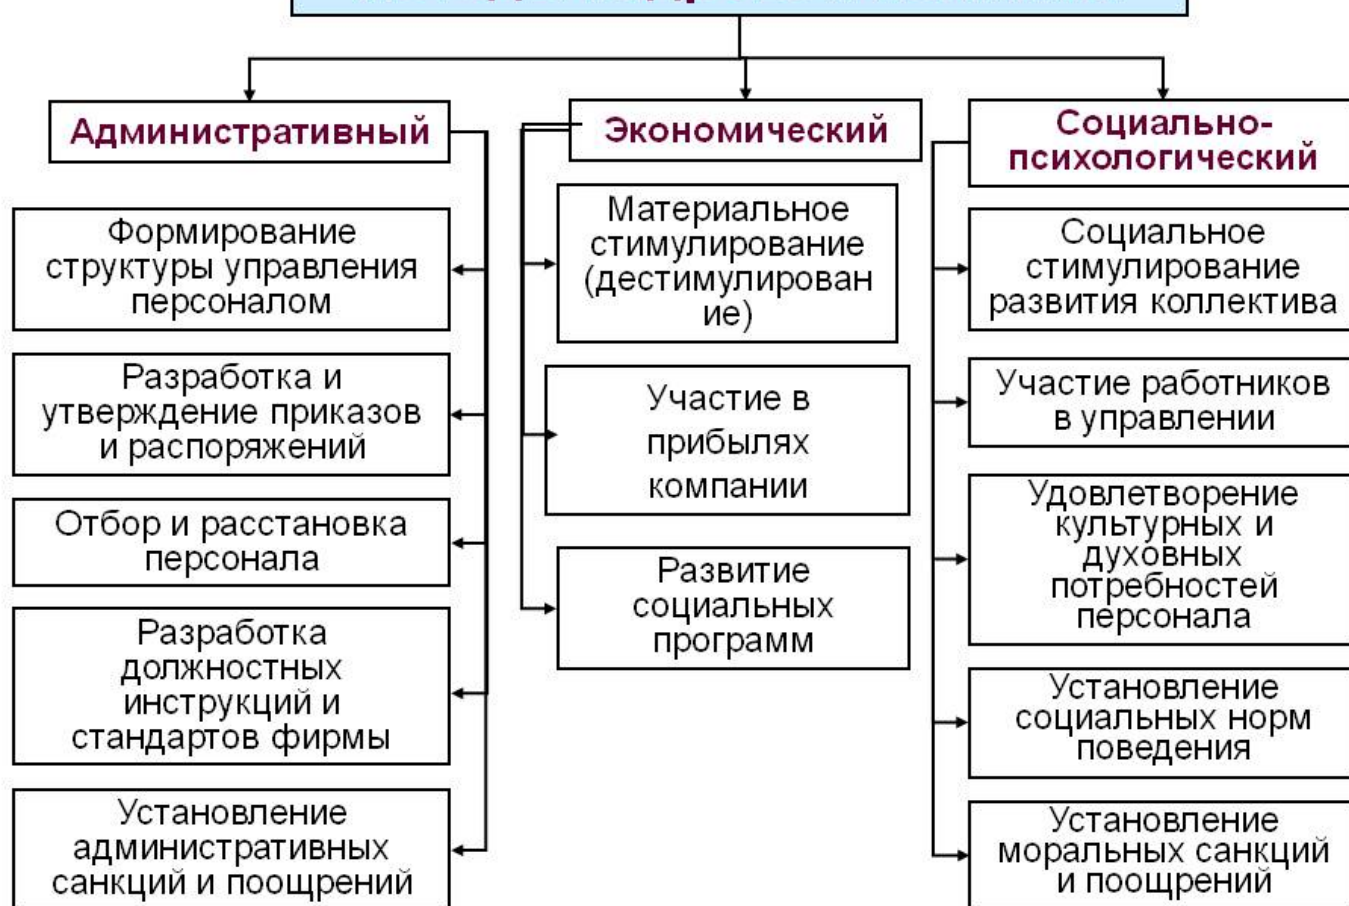 Административный
Формирование
структуры управления
персоналом
Разработка и
утверждение приказов
и распоряжений
Отбор и расстановка
персонала
Разработка
должностных
инструкций и
стандартов фирмы
Установление
административных
санкций и поощрений
Экономический
Материальное
стимулирование
(дестимулирован
ие)
Участие в
прибылях
компании
Развитие
социальных
программ
Социально-
психологический
Социальное
стимулирование
развития коллектива
Участие работников
в управлении
Удовлетворение
культурных и
духовных
потребностей
персонала
Установление
социальных норм
поведения
Установление
моральных санкций
и поощрений